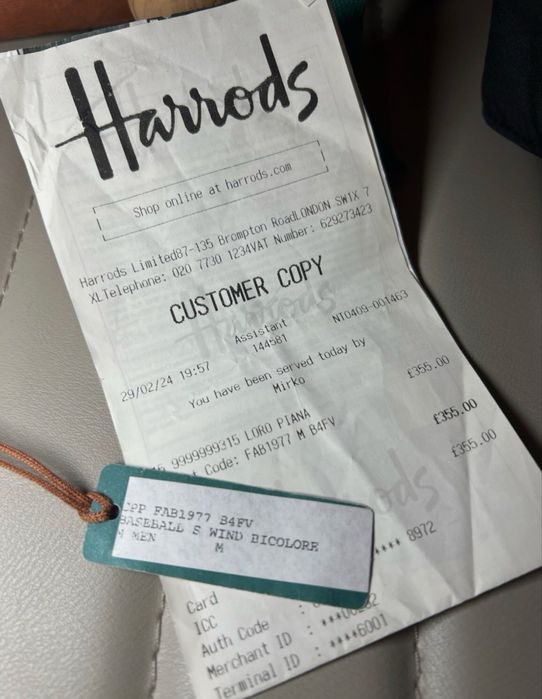 Harrods
Shop online at harrods.com
Harrods Limited87-135 Brompton RoadLONDON SW1X 7
XLTelephone: 020 7730 1234VAT Number: 629273423
CUSTOMER COPY
Assistant
29/02/24 19:57 144581 NT0409-001463
You have been served today by
Mirko
£355.00
9999999315 LORO PIANA
Code: FAB1977 M B4FV £355.00
£355.00
CPP FAB1977 B4FV
BASEBALL S WIND BICOLORE
MEN M
**** 8972
Card
ICC
Auth Code :
Merchant ID :
Terminal ID : ****6001